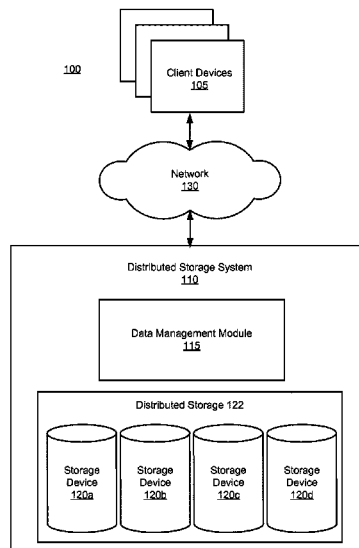 100
Client Devices
105
Network
130
Distributed Storage System
110
Data Management Module
115
Distributed Storage 122
Storage Device 120a
Storage Device 120b
Storage Device 120c
Storage Device 120d